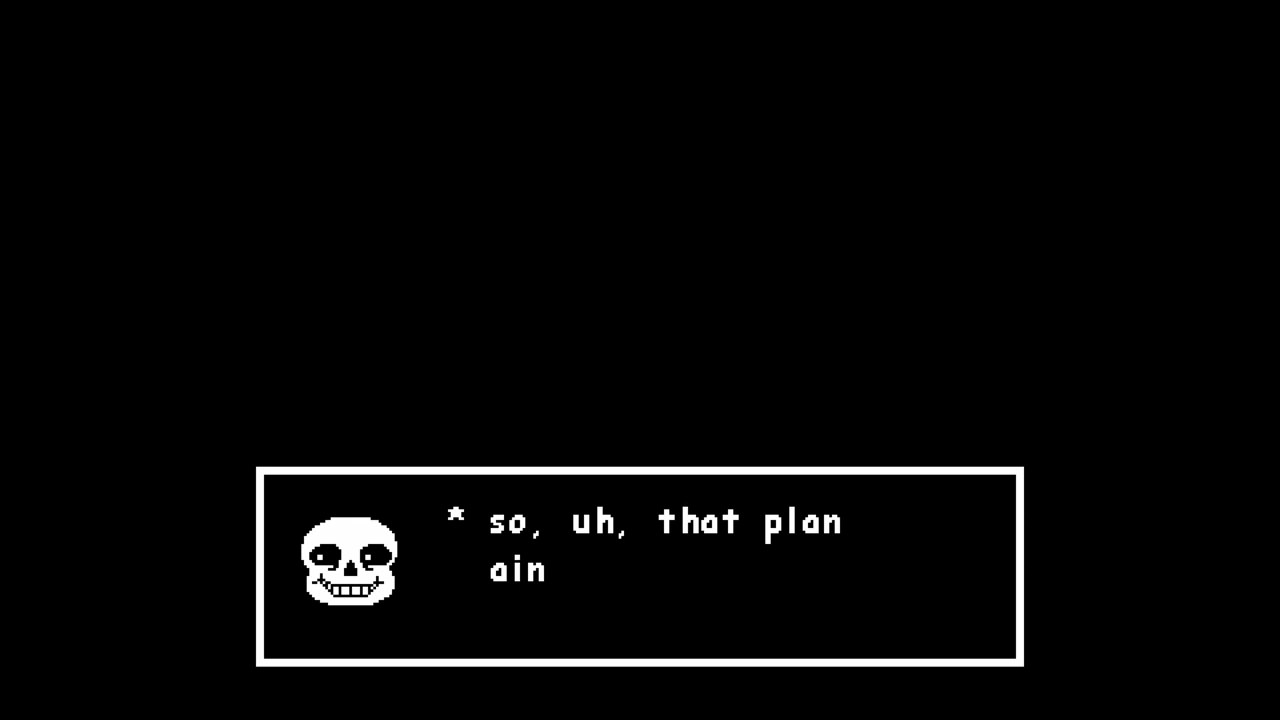 * so, uh, that plan
ain